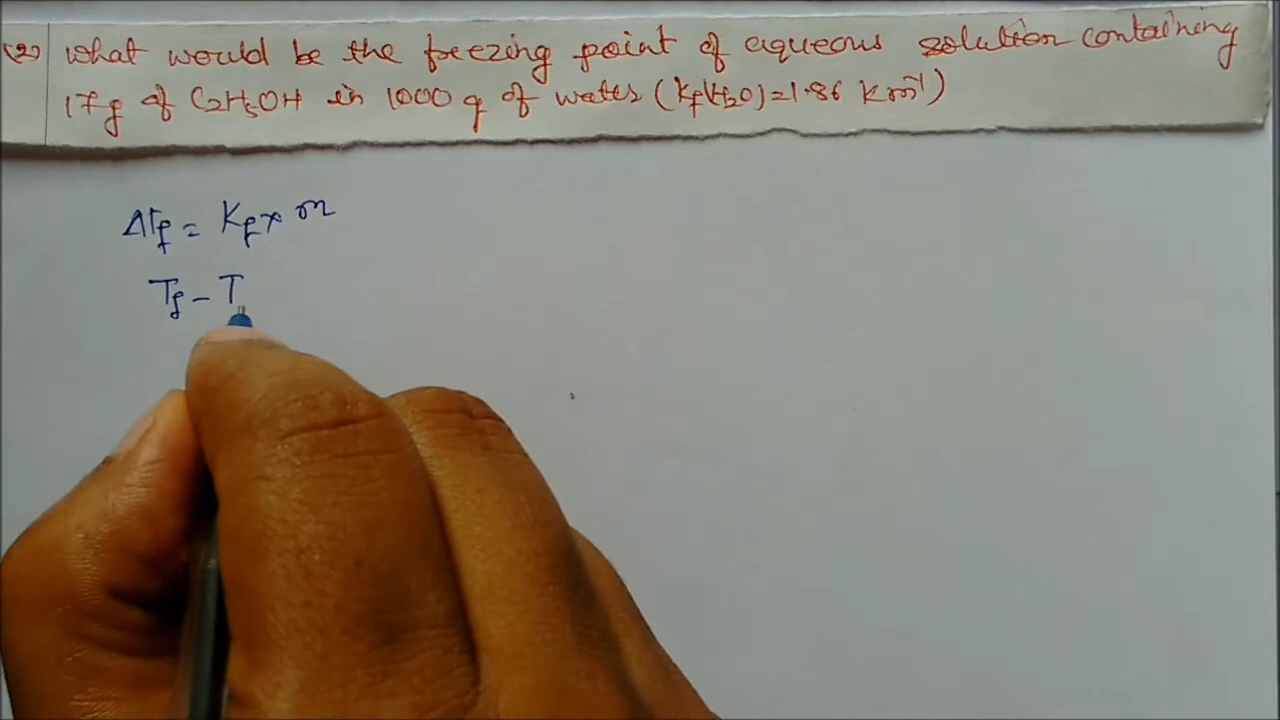 (2) What would be the freezing point of aqueous solution containing
17g of C2H5OH in 1000 g of water (Kf(H2O)=1.86 K m⁻¹)
ΔTf = Kf × m
Tf - T